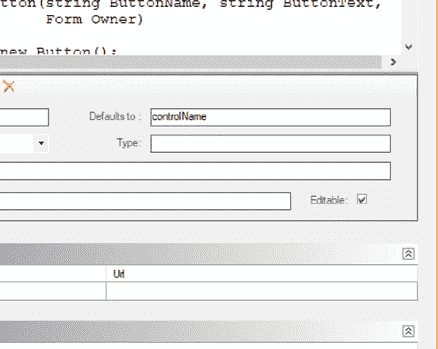 tton(string ButtonName, string ButtonText,
Form Owner)
new Button();
Defaults to : controlName
Type:
Editable:
Url